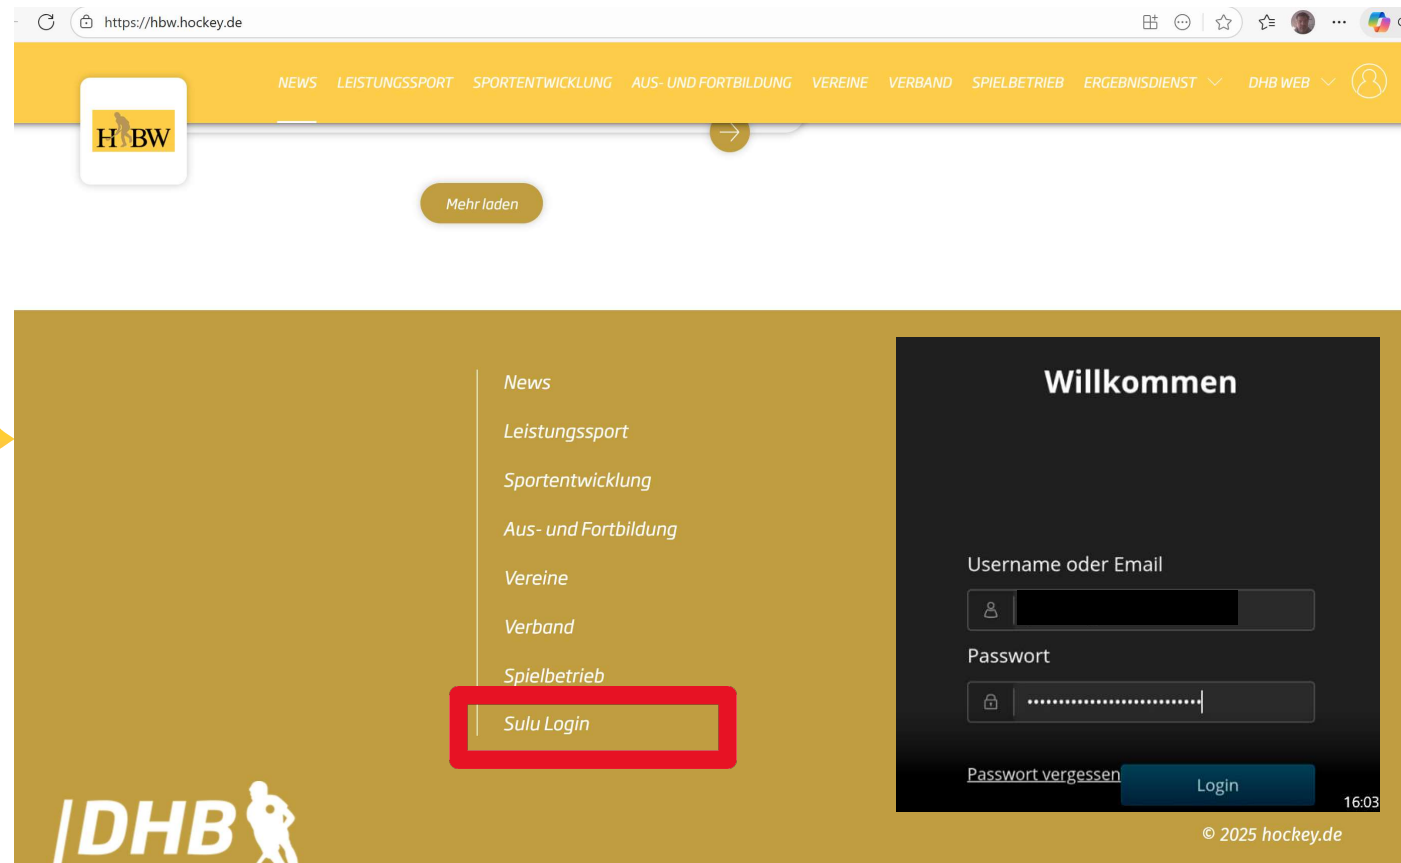 https://hbw.hockey.de
NEWS LEISTUNGSSPORT SPORTENTWICKLUNG AUS- UND FORTBILDUNG VEREINE VERBAND SPIELBETRIEB ERGEBNISDIENST DHB WEB
HBW
Mehr laden
News
Leistungssport
Sportentwicklung
Aus- und Fortbildung
Vereine
Verband
Spielbetrieb
Sulu Login
Willkommen
Username oder Email
Passwort
Passwort vergessen
Login
16:03
DHB
© 2025 hockey.de